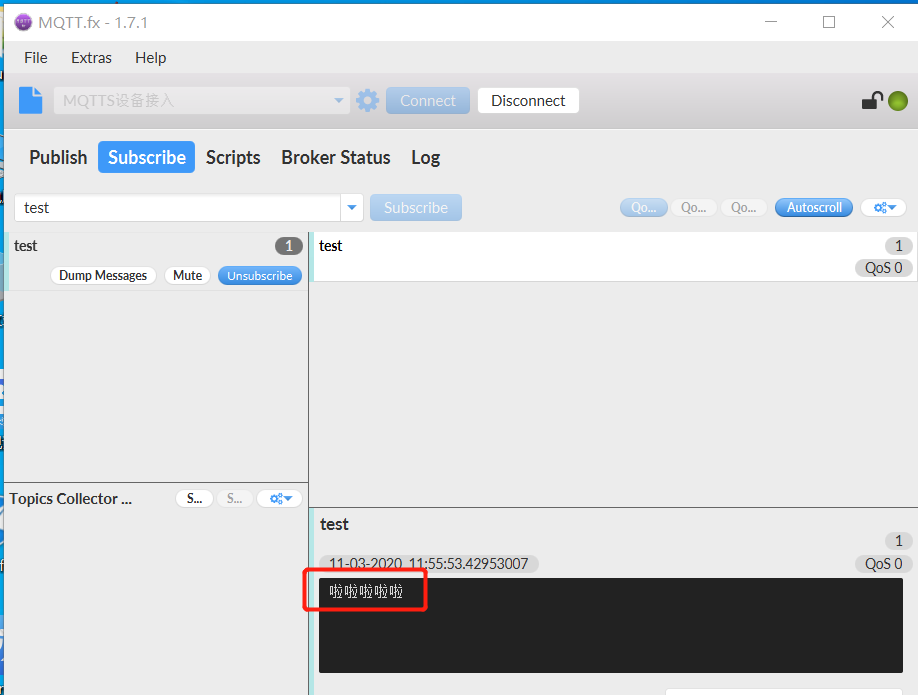 MQTT.fx - 1.7.1
File Extras Help
MQTTS设备接入 Connect Disconnect
Publish Subscribe Scripts Broker Status Log
test Subscribe Qo... Qo... Qo... Autoscroll
test 1
Dump Messages Mute Unsubscribe
test 1
QoS 0
Topics Collector ... S... S...
test
1
11-03-2020 11:55:53.42953007 QoS 0
啦啦啦啦啦